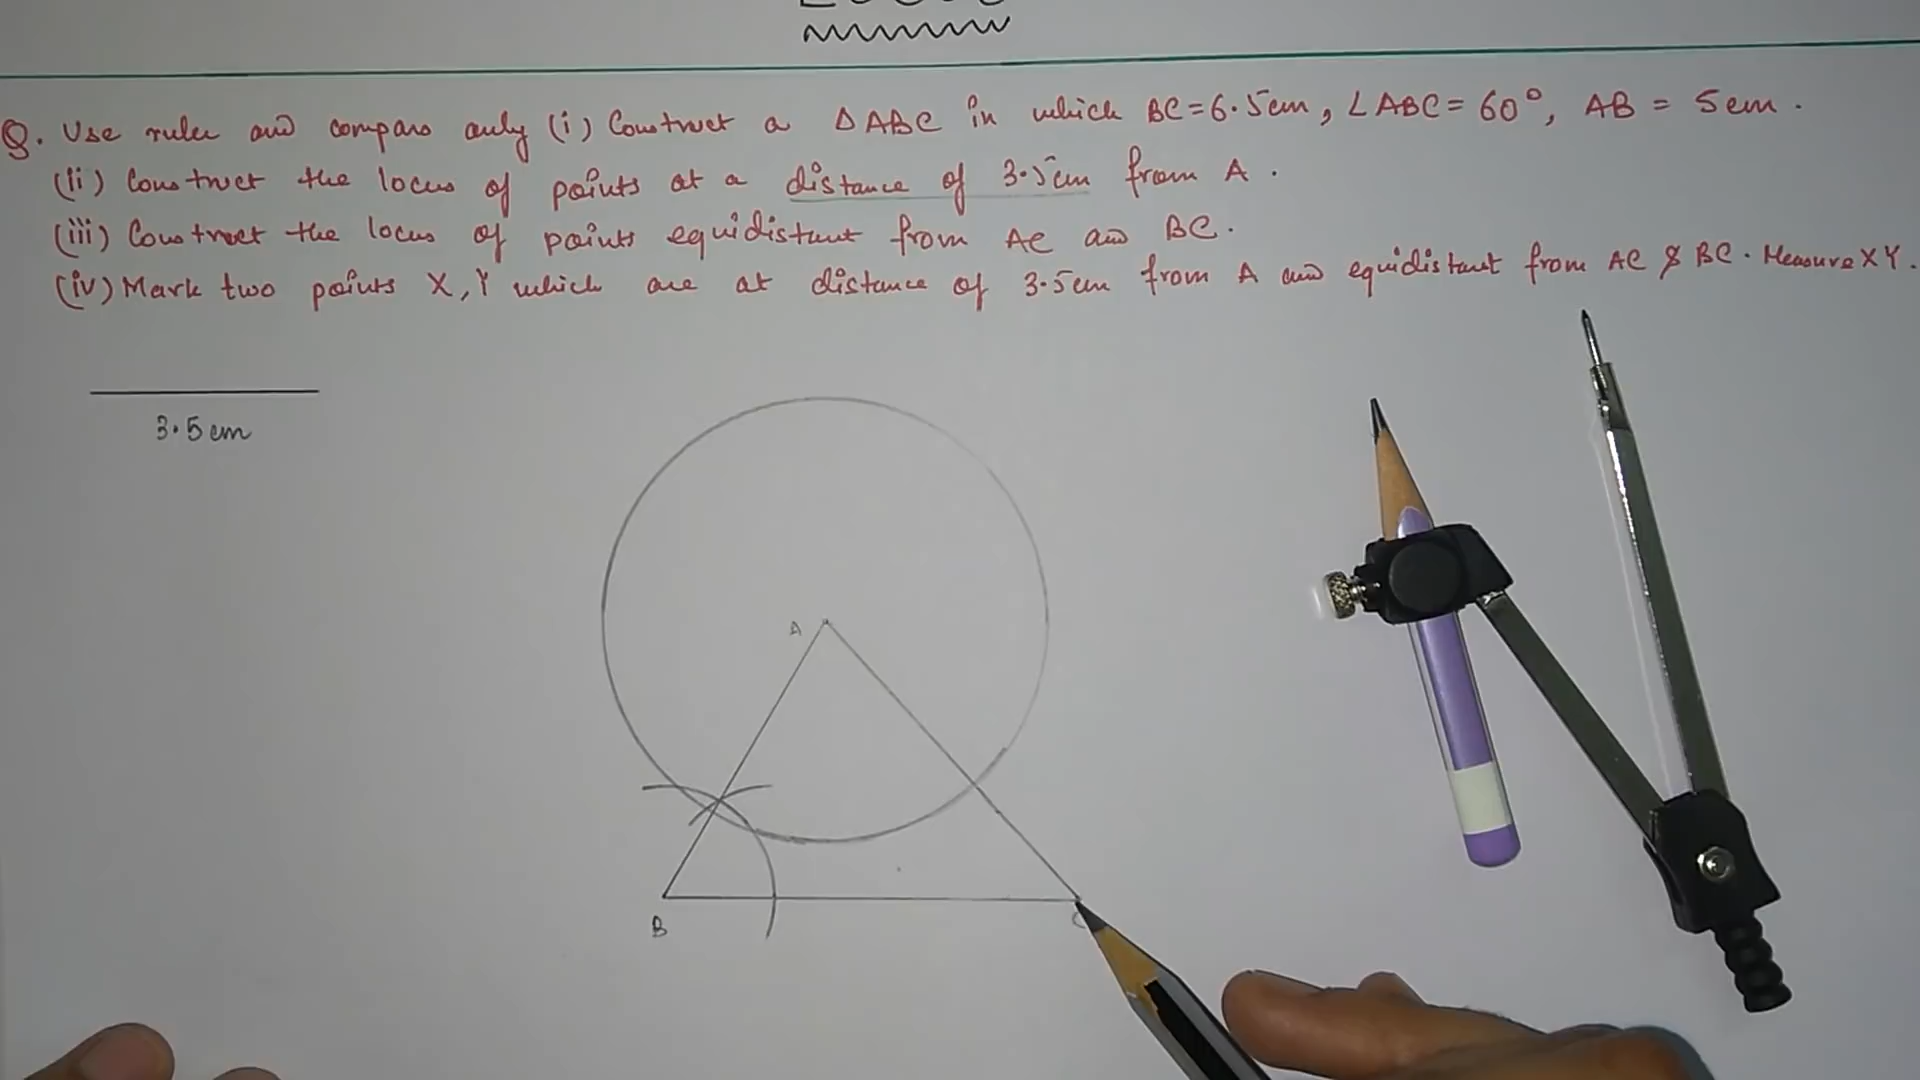 Q. Use ruler and compass only (i) Construct a ΔABC in which BC=6.5cm, ∠ABC = 60°, AB = 5cm.
(ii) Construct the locus of points at a distance of 3.5cm from A.
(iii) Construct the locus of points equidistant from AC and BC.
(iv) Mark two points X, Y which are at distance of 3.5cm from A and equidistant from AC & BC. Measure XY.
3.5cm
A
B
C